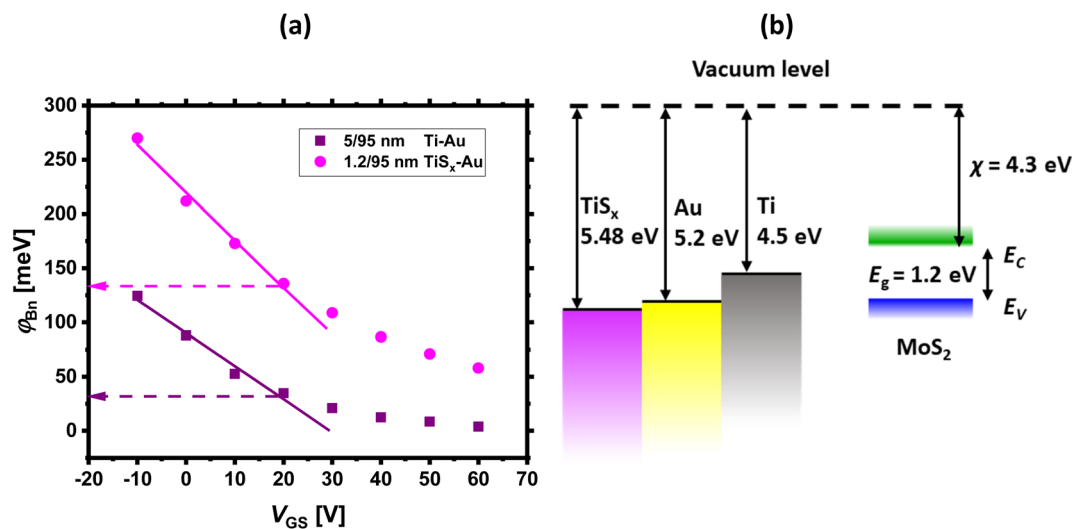 (a)
300
250
200
150
100
50
0
φBn [meV]
5/95 nm Ti-Au
1.2/95 nm TiSx-Au
-20 -10 0 10 20 30 40 50 60 70
VGS [V]
(b)
Vacuum level
χ = 4.3 eV
TiSx
5.48 eV
Au
5.2 eV
Ti
4.5 eV
EC
Eg = 1.2 eV
EV
MoS2